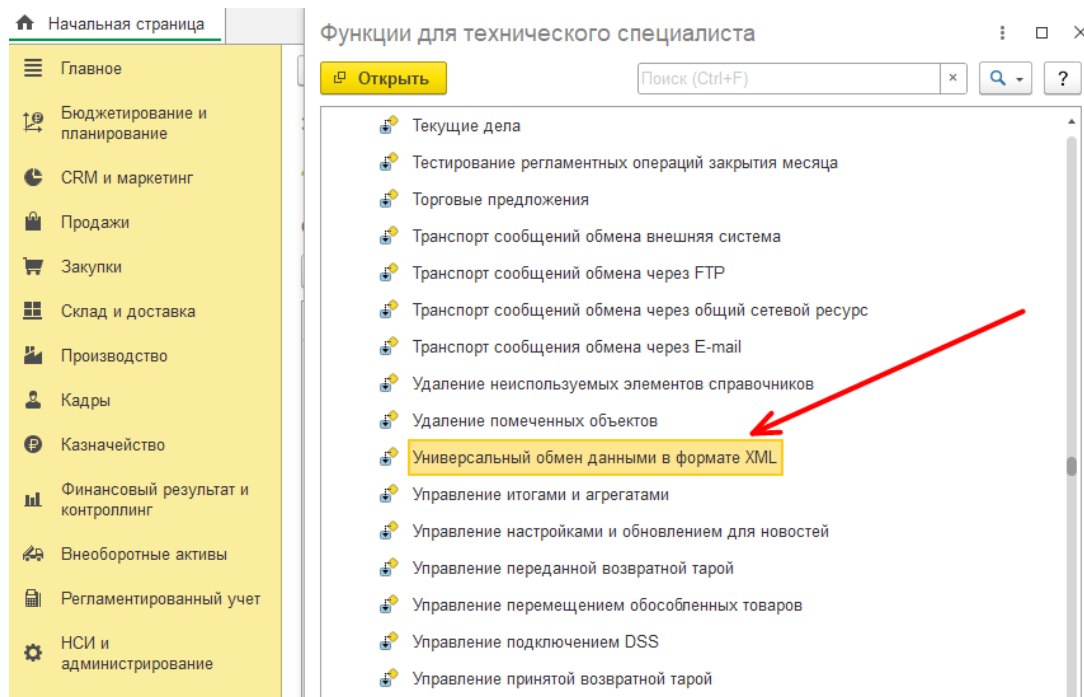 Начальная страница
Главное
Бюджетирование и
планирование
CRM и маркетинг
Продажи
Закупки
Склад и доставка
Производство
Кадры
Казначейство
Финансовый результат и
контроллинг
Внеоборотные активы
Регламентированный учет
НСИ и
администрирование
Функции для технического специалиста
Открыть
Поиск (Ctrl+F)
×
?
Текущие дела
Тестирование регламентных операций закрытия месяца
Торговые предложения
Транспорт сообщений обмена внешняя система
Транспорт сообщений обмена через FTP
Транспорт сообщений обмена через общий сетевой ресурс
Транспорт сообщения обмена через E-mail
Удаление неиспользуемых элементов справочников
Удаление помеченных объектов
Универсальный обмен данными в формате XML
Управление итогами и агрегатами
Управление настройками и обновлением для новостей
Управление переданной возвратной тарой
Управление перемещением обособленных товаров
Управление подключением DSS
Управление принятой возвратной тарой